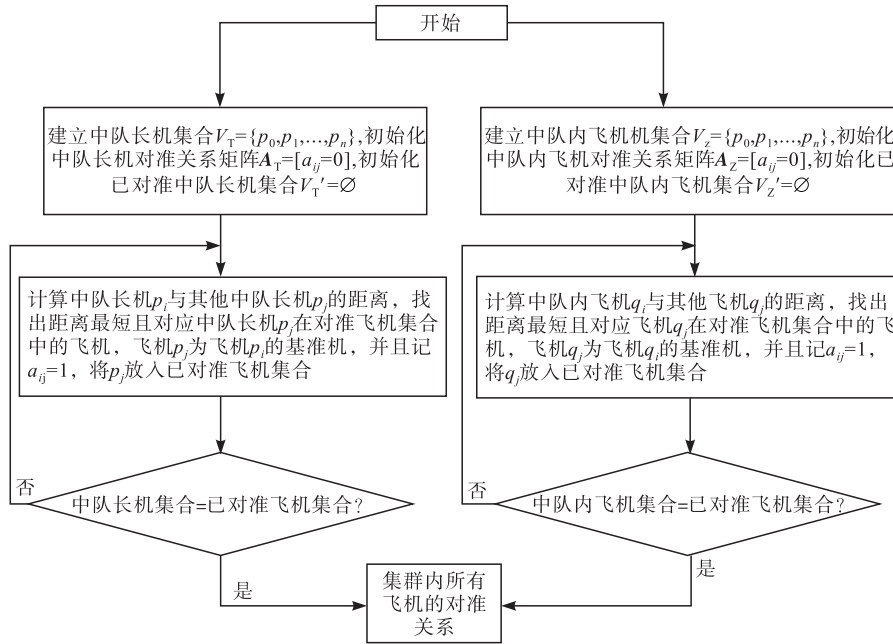 开始
建立中队长机集合V_T={p_0,p_1,…,p_n},初始化
中队长机对准关系矩阵A_T=[a_{ij}=0],初始化
已对准中队长机集合V_T′=∅
建立中队内飞机机集合V_z={p_0,p_1,…,p_n},初始化
中队内飞机对准关系矩阵A_Z=[a_{ij}=0],初始化已
对准中队内飞机集合V_Z′=∅
计算中队长机p_i与其他中队长机p_j的距离，找
出距离最短且对应中队长机p_j在对准飞机集合
中的飞机，飞机p_j为飞机p_i的基准机，并且记
a_{ij}=1，将p_j放入已对准飞机集合
计算中队内飞机q_i与其他飞机q_j的距离，找出
距离最短且对应飞机q_j在对准飞机集合中的飞
机，飞机q_j为飞机q_i的基准机，并且记a_{ij}=1，
将q_j放入已对准飞机集合
否
中队长机集合=已对准飞机集合?
否
中队内飞机集合=已对准飞机集合?
是
集群内所有
飞机的对准
关系
是